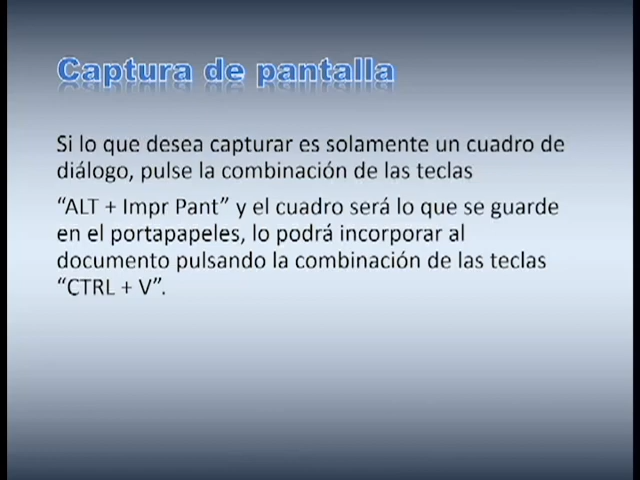 Captura de pantalla
Si lo que desea capturar es solamente un cuadro de
diálogo, pulse la combinación de las teclas
“ALT + Impr Pant” y el cuadro será lo que se guarde
en el portapapeles, lo podrá incorporar al
documento pulsando la combinación de las teclas
“CTRL + V”.